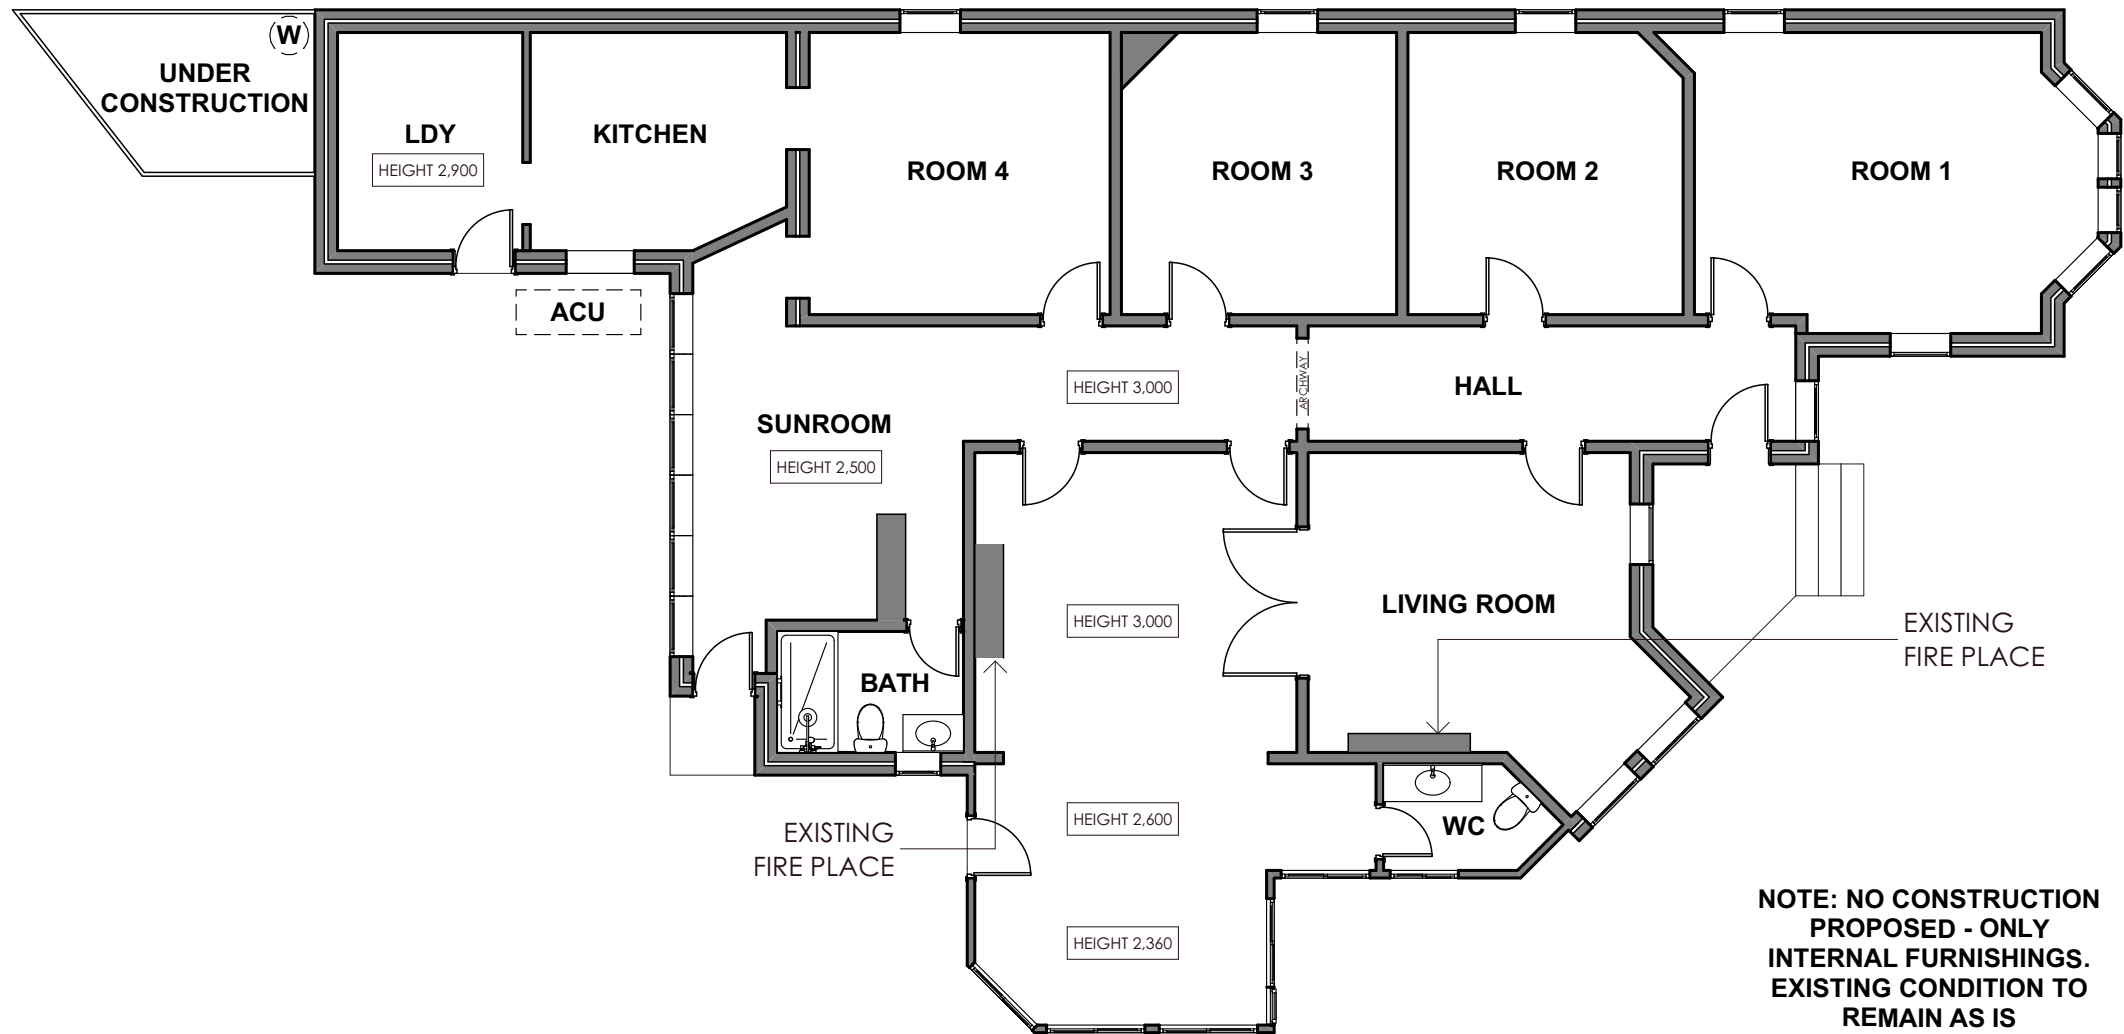 (W)
UNDER
CONSTRUCTION
LDY
HEIGHT 2,900
KITCHEN
ROOM 4
ROOM 3
ROOM 2
ROOM 1
ACU
HEIGHT 3,000
ARCHWAY
HALL
SUNROOM
HEIGHT 2,500
HEIGHT 3,000
LIVING ROOM
EXISTING
FIRE PLACE
BATH
EXISTING
FIRE PLACE
HEIGHT 2,600
WC
HEIGHT 2,360
NOTE: NO CONSTRUCTION
PROPOSED - ONLY
INTERNAL FURNISHINGS.
EXISTING CONDITION TO
REMAIN AS IS